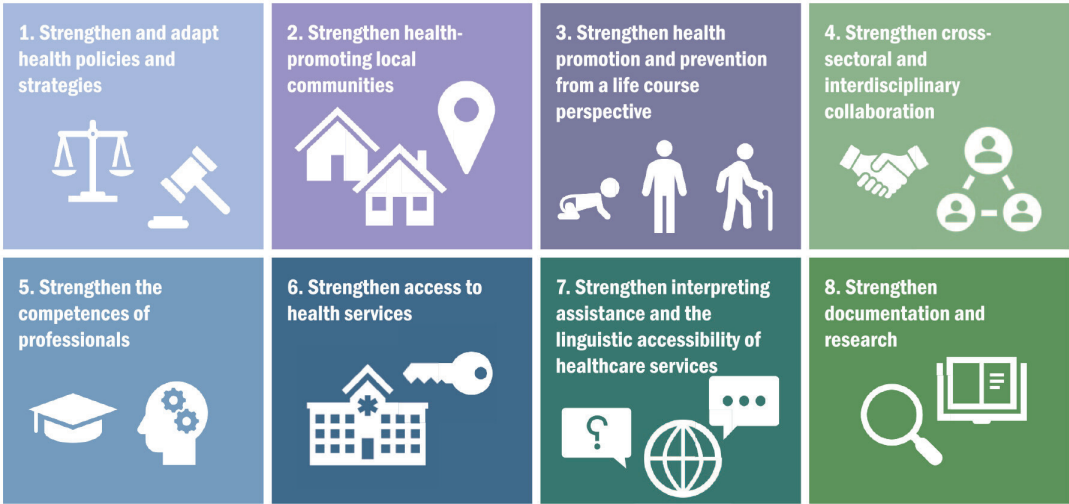 1. Strengthen and adapt
health policies and
strategies
2. Strengthen health-
promoting local
communities
3. Strengthen health
promotion and prevention
from a life course
perspective
4. Strengthen cross-
sectoral and
interdisciplinary
collaboration
5. Strengthen the
competences of
professionals
6. Strengthen access to
health services
7. Strengthen interpreting
assistance and the
linguistic accessibility of
healthcare services
?
8. Strengthen
documentation and
research